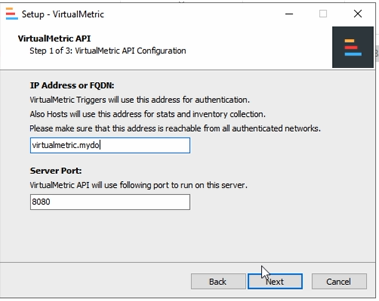 Setup - VirtualMetric
VirtualMetric API
Step 1 of 3: VirtualMetric API Configuration
IP Address or FQDN:
VirtualMetric Triggers will use this address for authentication.
Also Hosts will use this address for stats and inventory collection.
Please make sure that this address is reachable from all authenticated networks.
virtualmetric.mydo
Server Port:
VirtualMetric API will use following port to run on this server.
8080
Back Next Cancel